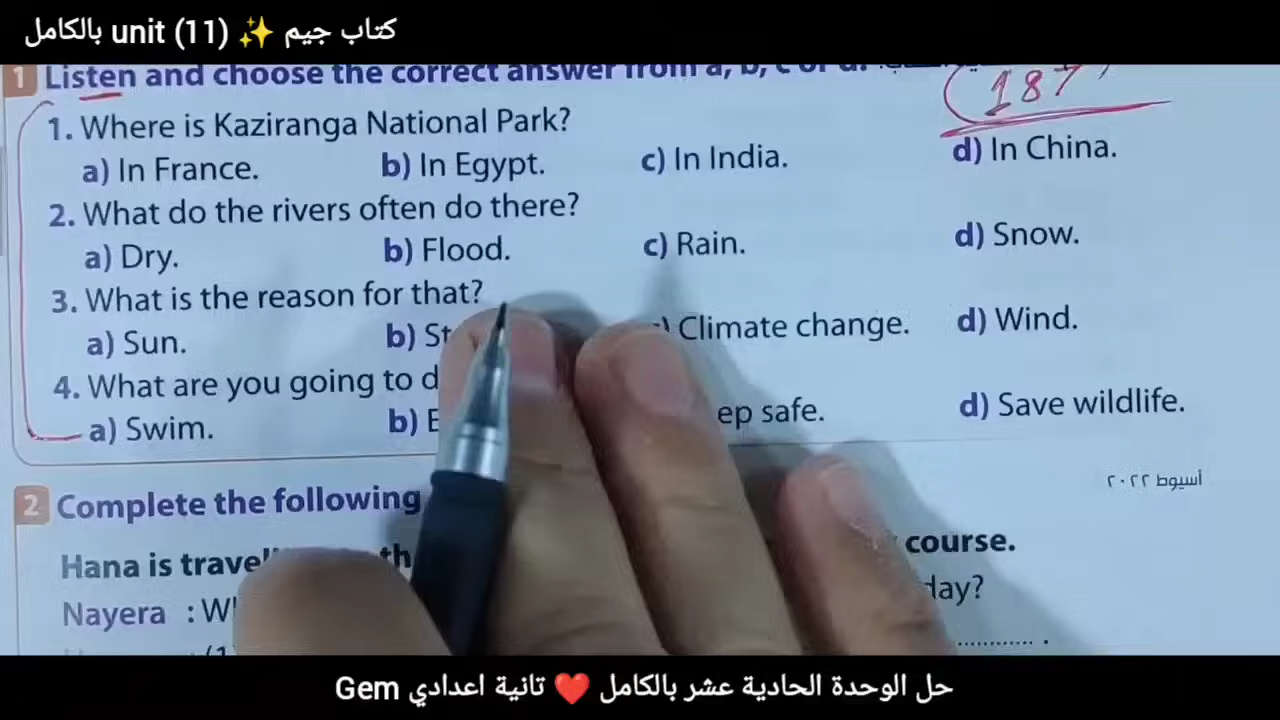 كتاب جيم ✨ unit (11) بالكامل
1 Listen and choose the correct answer from a, b, c or d.
187
1. Where is Kaziranga National Park?
a) In France. b) In Egypt. c) In India. d) In China.
2. What do the rivers often do there?
a) Dry. b) Flood. c) Rain. d) Snow.
3. What is the reason for that?
a) Sun. b) Climate change. d) Wind.
4. What are you going to
a) Swim. b) safe. d) Save wildlife.
أسيوط ٢٠٢٢
2 Complete the following
Hana is course.
Nayera : day?
حل الوحدة الحادية عشر بالكامل ❤️ تانية اعدادي Gem